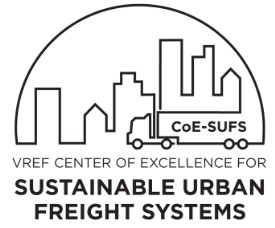 CoE-SUFS
VREF CENTER OF EXCELLENCE FOR
SUSTAINABLE URBAN
FREIGHT SYSTEMS